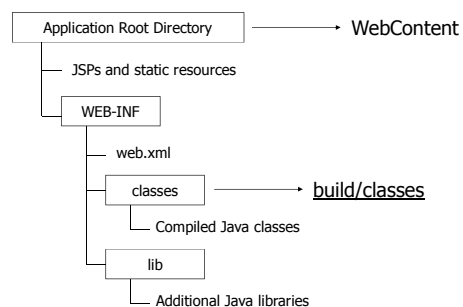 Application Root Directory
WebContent
JSPs and static resources
WEB-INF
web.xml
classes
build/classes
Compiled Java classes
lib
Additional Java libraries